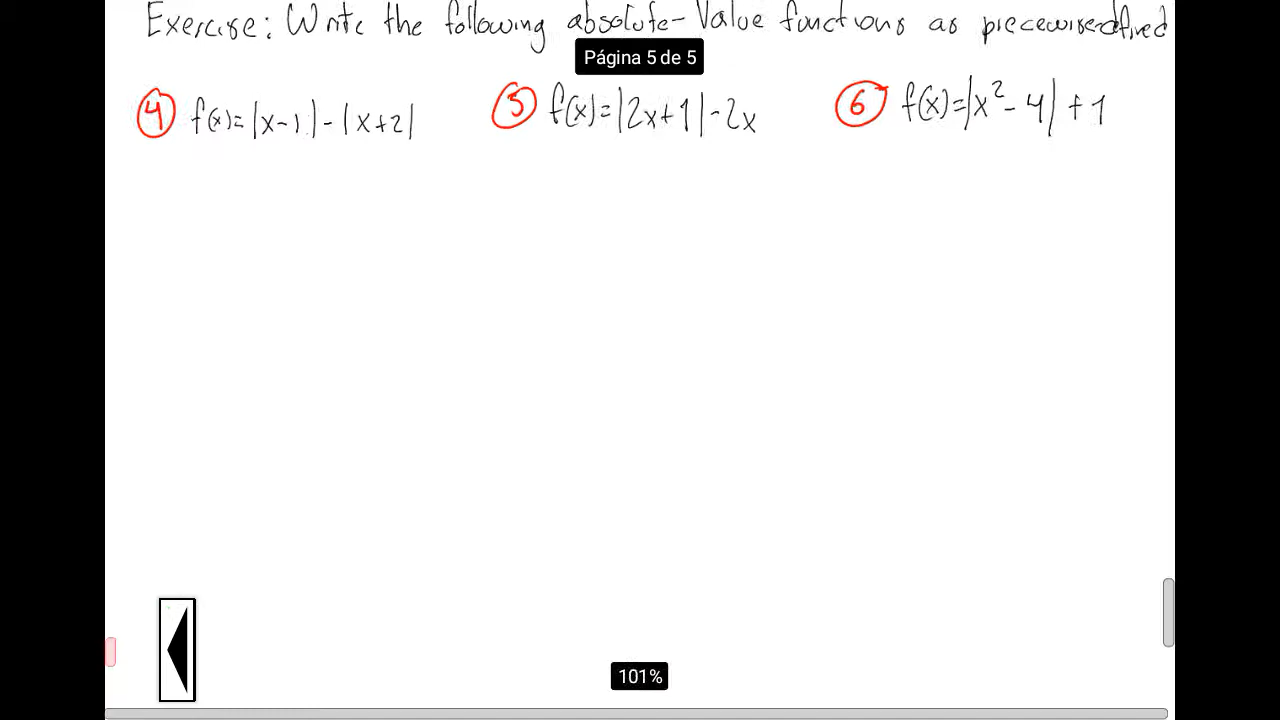 Exercise: Write the following absolute-Value functions as piecewise-defined
Página 5 de 5
4 f(x)=|x-1|-|x+2| 5 f(x)=|2x+1|-2x 6 f(x)=|x²-4|+1
101%